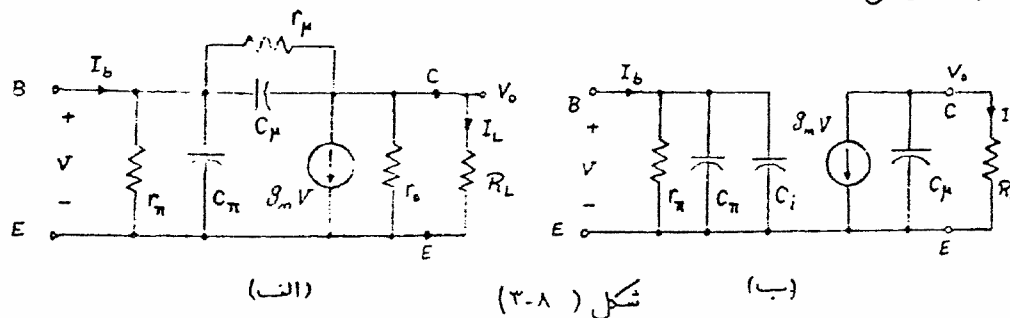 B
I_b
r_μ
C_μ
C
V_o
+
V
-
r_π
C_π
g_m V
r_o
I_L
R_L
E
E
(الف)
B
I_b
+
V
-
r_π
C_π
C_i
g_m V
C_μ
V_o
C
I
R
E
E
(ب)
شکل (۳-۸)